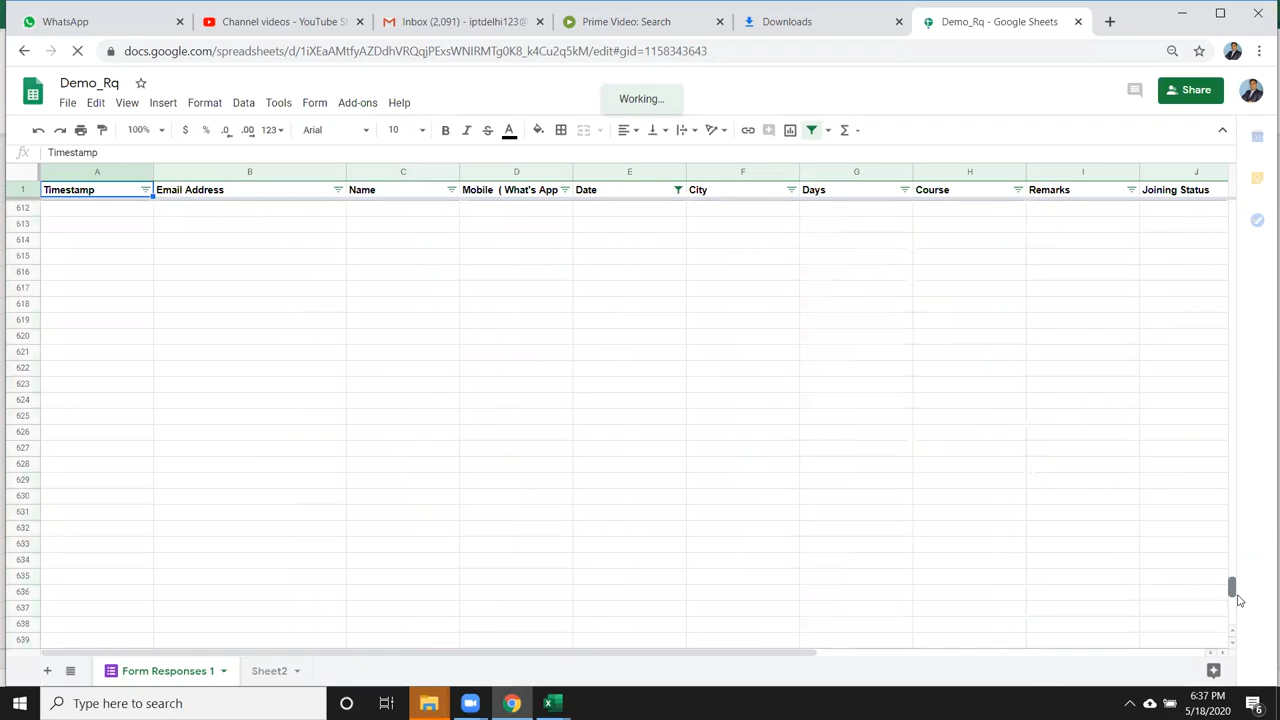 WhatsApp
Channel videos - YouTube S
Inbox (2,091) - iptdelhi123@
Prime Video: Search
Downloads
Demo_Rq - Google Sheets
docs.google.com/spreadsheets/d/1iXEaAMtfyAZDdhVRQqjPExsWNIRMTg0K8_k4Cu2q5kM/edit#gid=1158343643
Demo_Rq
Working...
File Edit View Insert Format Data Tools Form Add-ons Help
Share
100% $ % .0 .00 123 Arial 10 B I S A
fx Timestamp
A B C D E F G H I J
1 Timestamp Email Address Name Mobile ( What's App Date City Days Course Remarks Joining Status
612
613
614
615
616
617
618
619
620
621
622
623
624
625
626
627
628
629
630
631
632
633
634
635
636
637
638
639
Form Responses 1 Sheet2
Type here to search
6:37 PM
5/18/2020
6